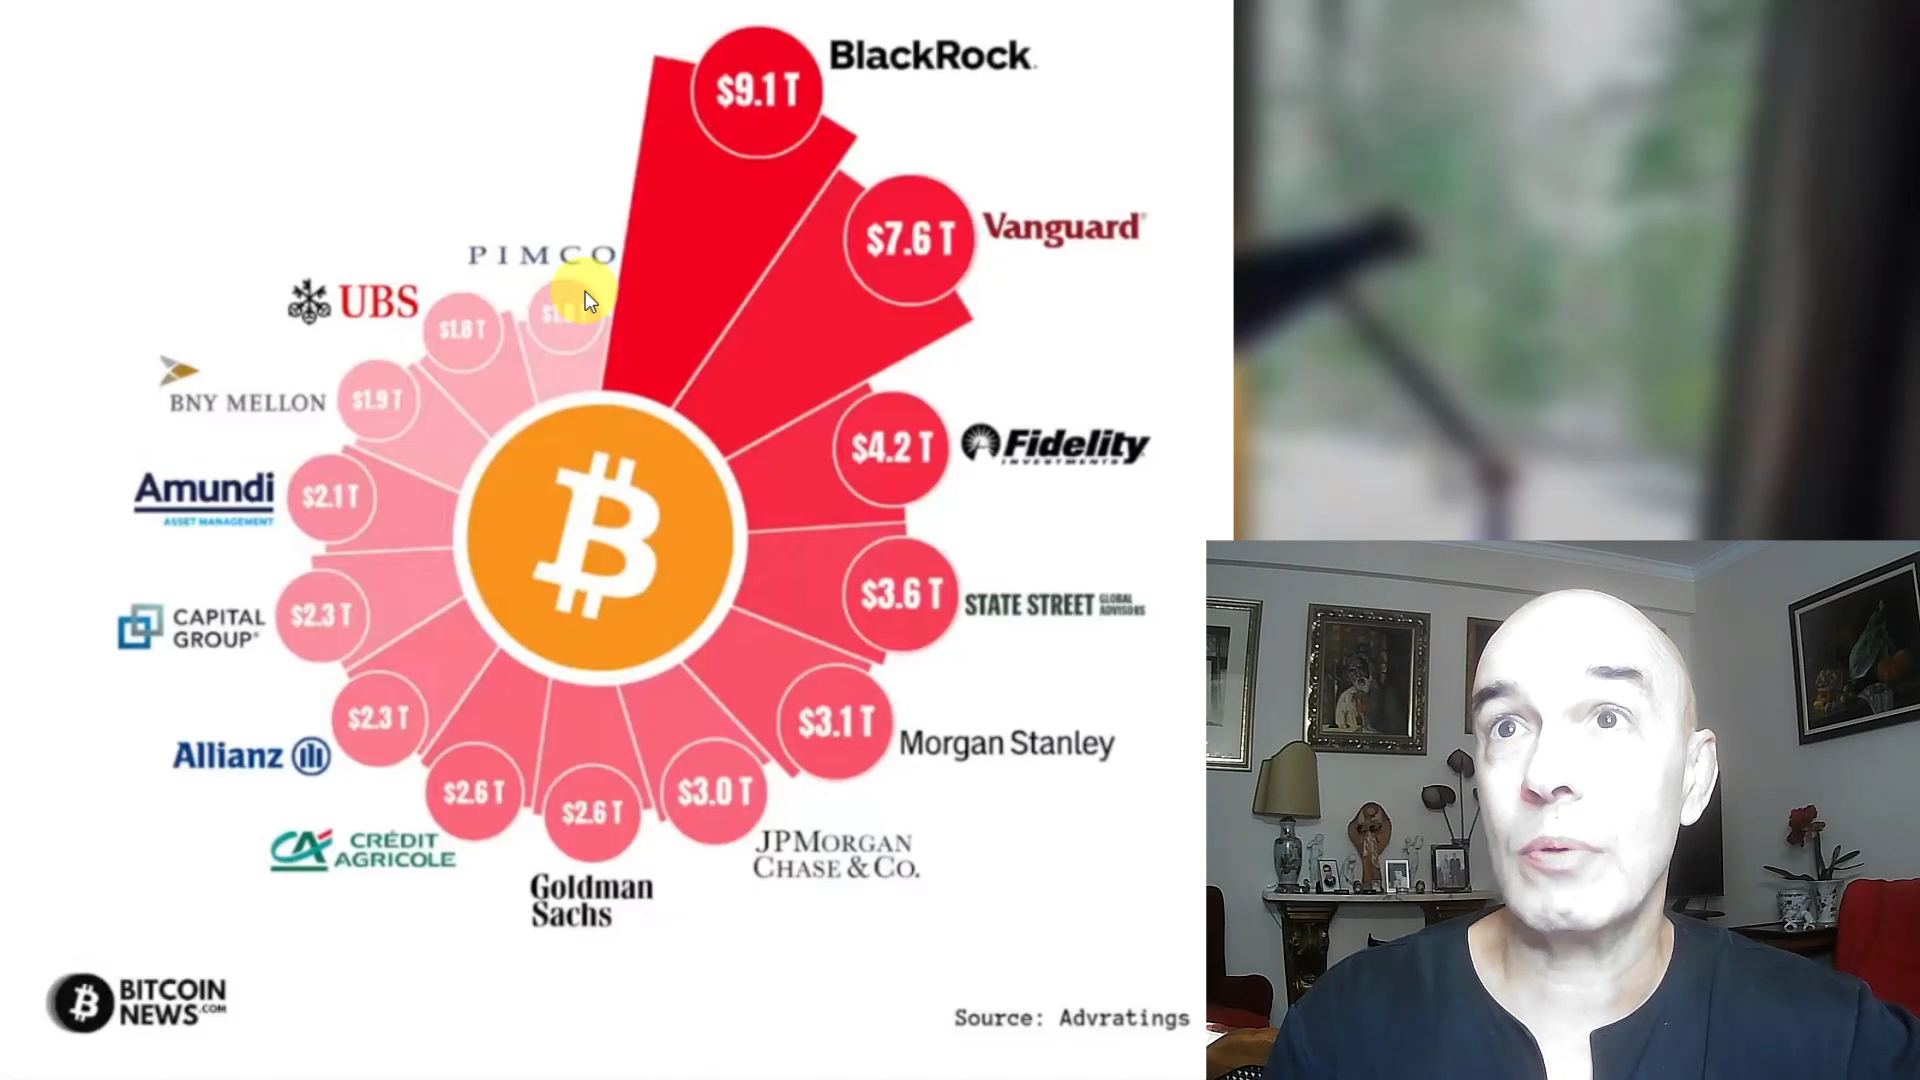 $9.1 T
BlackRock.
$7.6 T
Vanguard
$4.2 T
Fidelity
INVESTMENTS
$3.6 T
STATE STREET GLOBAL
ADVISORS
$3.1 T
Morgan Stanley
$3.0 T
JPMORGAN
CHASE & CO.
$2.6 T
Goldman
Sachs
$2.6 T
CRÉDIT
AGRICOLE
$2.3 T
Allianz
$2.3 T
CAPITAL
GROUP
$2.1 T
Amundi
ASSET MANAGEMENT
$1.9 T
BNY MELLON
$1.8 T
UBS
PIMCO
BITCOIN
NEWS.COM
Source: Advratings